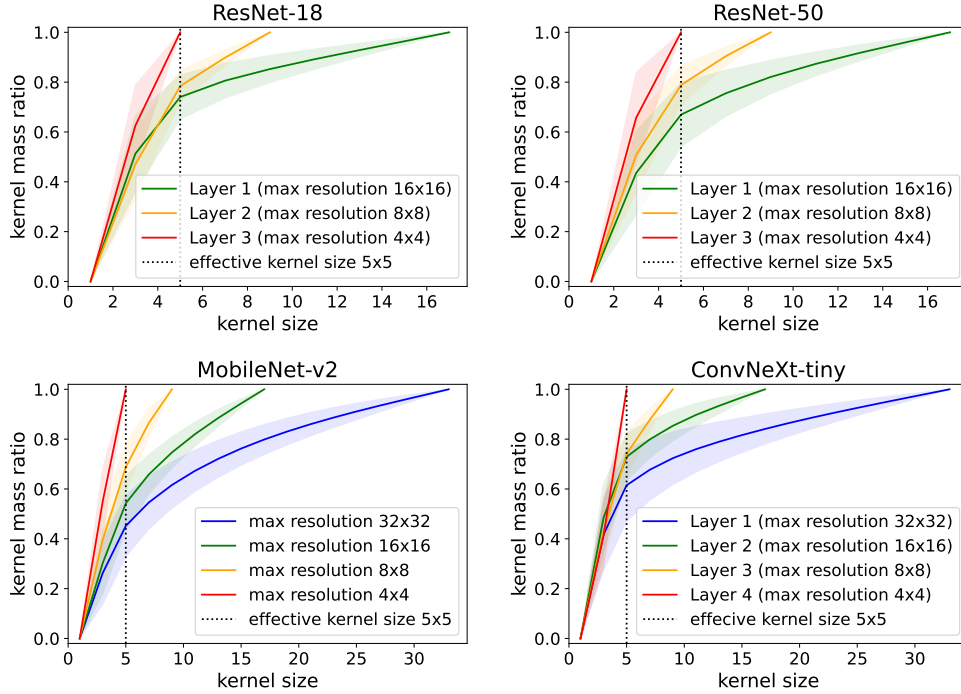 ResNet-18
kernel mass ratio
1.0
0.8
0.6
0.4
0.2
0.0
Layer 1 (max resolution 16x16)
Layer 2 (max resolution 8x8)
Layer 3 (max resolution 4x4)
effective kernel size 5x5
0 2 4 6 8 10 12 14 16
kernel size
ResNet-50
kernel mass ratio
1.0
0.8
0.6
0.4
0.2
0.0
Layer 1 (max resolution 16x16)
Layer 2 (max resolution 8x8)
Layer 3 (max resolution 4x4)
effective kernel size 5x5
0 2 4 6 8 10 12 14 16
kernel size
MobileNet-v2
kernel mass ratio
1.0
0.8
0.6
0.4
0.2
0.0
max resolution 32x32
max resolution 16x16
max resolution 8x8
max resolution 4x4
effective kernel size 5x5
0 5 10 15 20 25 30
kernel size
ConvNeXt-tiny
kernel mass ratio
1.0
0.8
0.6
0.4
0.2
0.0
Layer 1 (max resolution 32x32)
Layer 2 (max resolution 16x16)
Layer 3 (max resolution 8x8)
Layer 4 (max resolution 4x4)
effective kernel size 5x5
0 5 10 15 20 25 30
kernel size